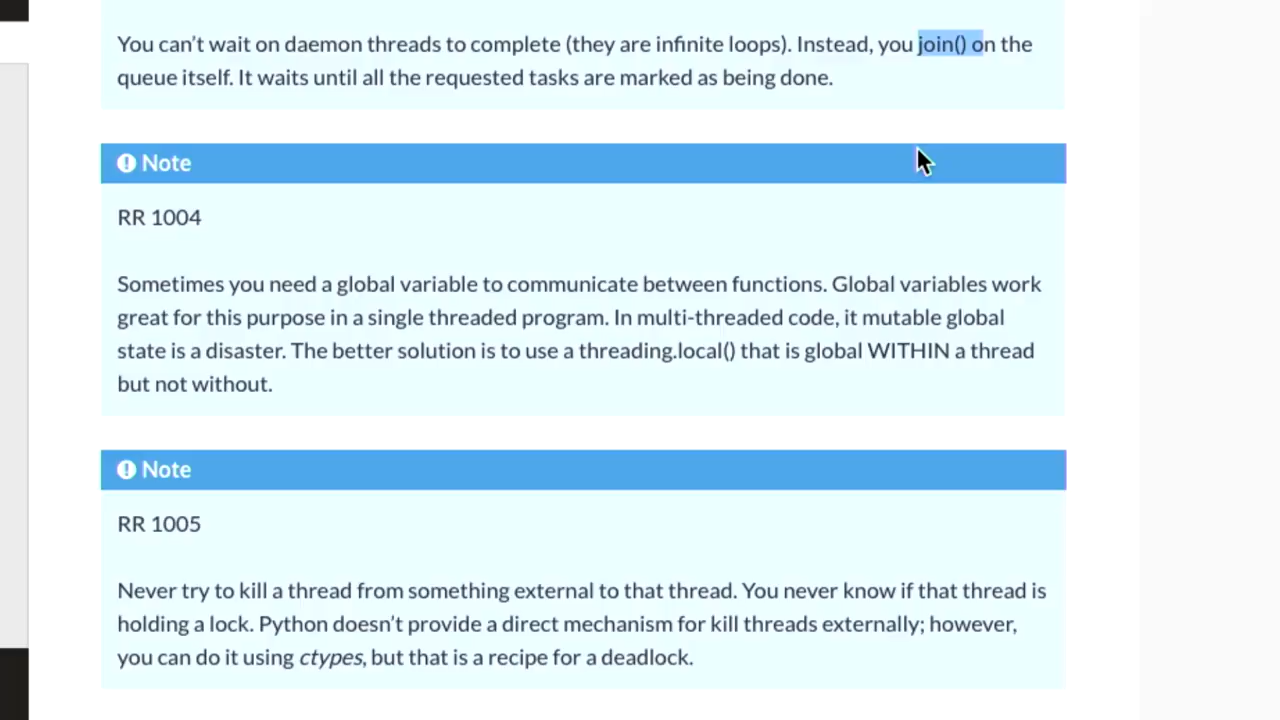 You can’t wait on daemon threads to complete (they are infinite loops). Instead, you join() on the
queue itself. It waits until all the requested tasks are marked as being done.
Note
RR 1004
Sometimes you need a global variable to communicate between functions. Global variables work
great for this purpose in a single threaded program. In multi-threaded code, it mutable global
state is a disaster. The better solution is to use a threading.local() that is global WITHIN a thread
but not without.
Note
RR 1005
Never try to kill a thread from something external to that thread. You never know if that thread is
holding a lock. Python doesn’t provide a direct mechanism for kill threads externally; however,
you can do it using ctypes, but that is a recipe for a deadlock.